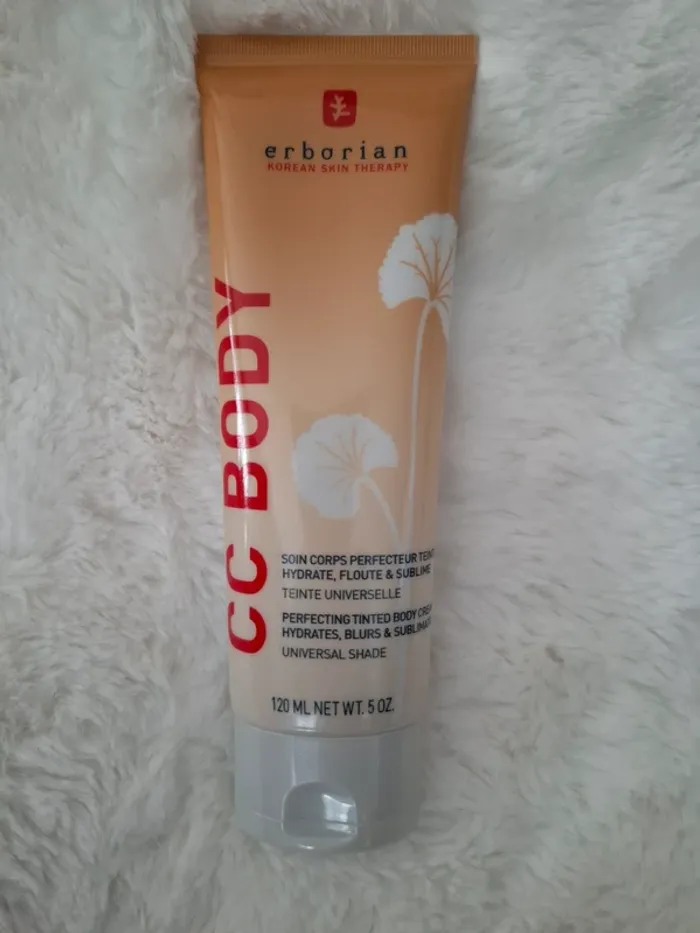 erborian
KOREAN SKIN THERAPY
CC BODY
SOIN CORPS PERFECTEUR
HYDRATE, FLOUTE & SUBLIME
TEINTE UNIVERSELLE
PERFECTING TINTED BODY
HYDRATES, BLURS &
UNIVERSAL SHADE
120 ML NET WT. 5 OZ.